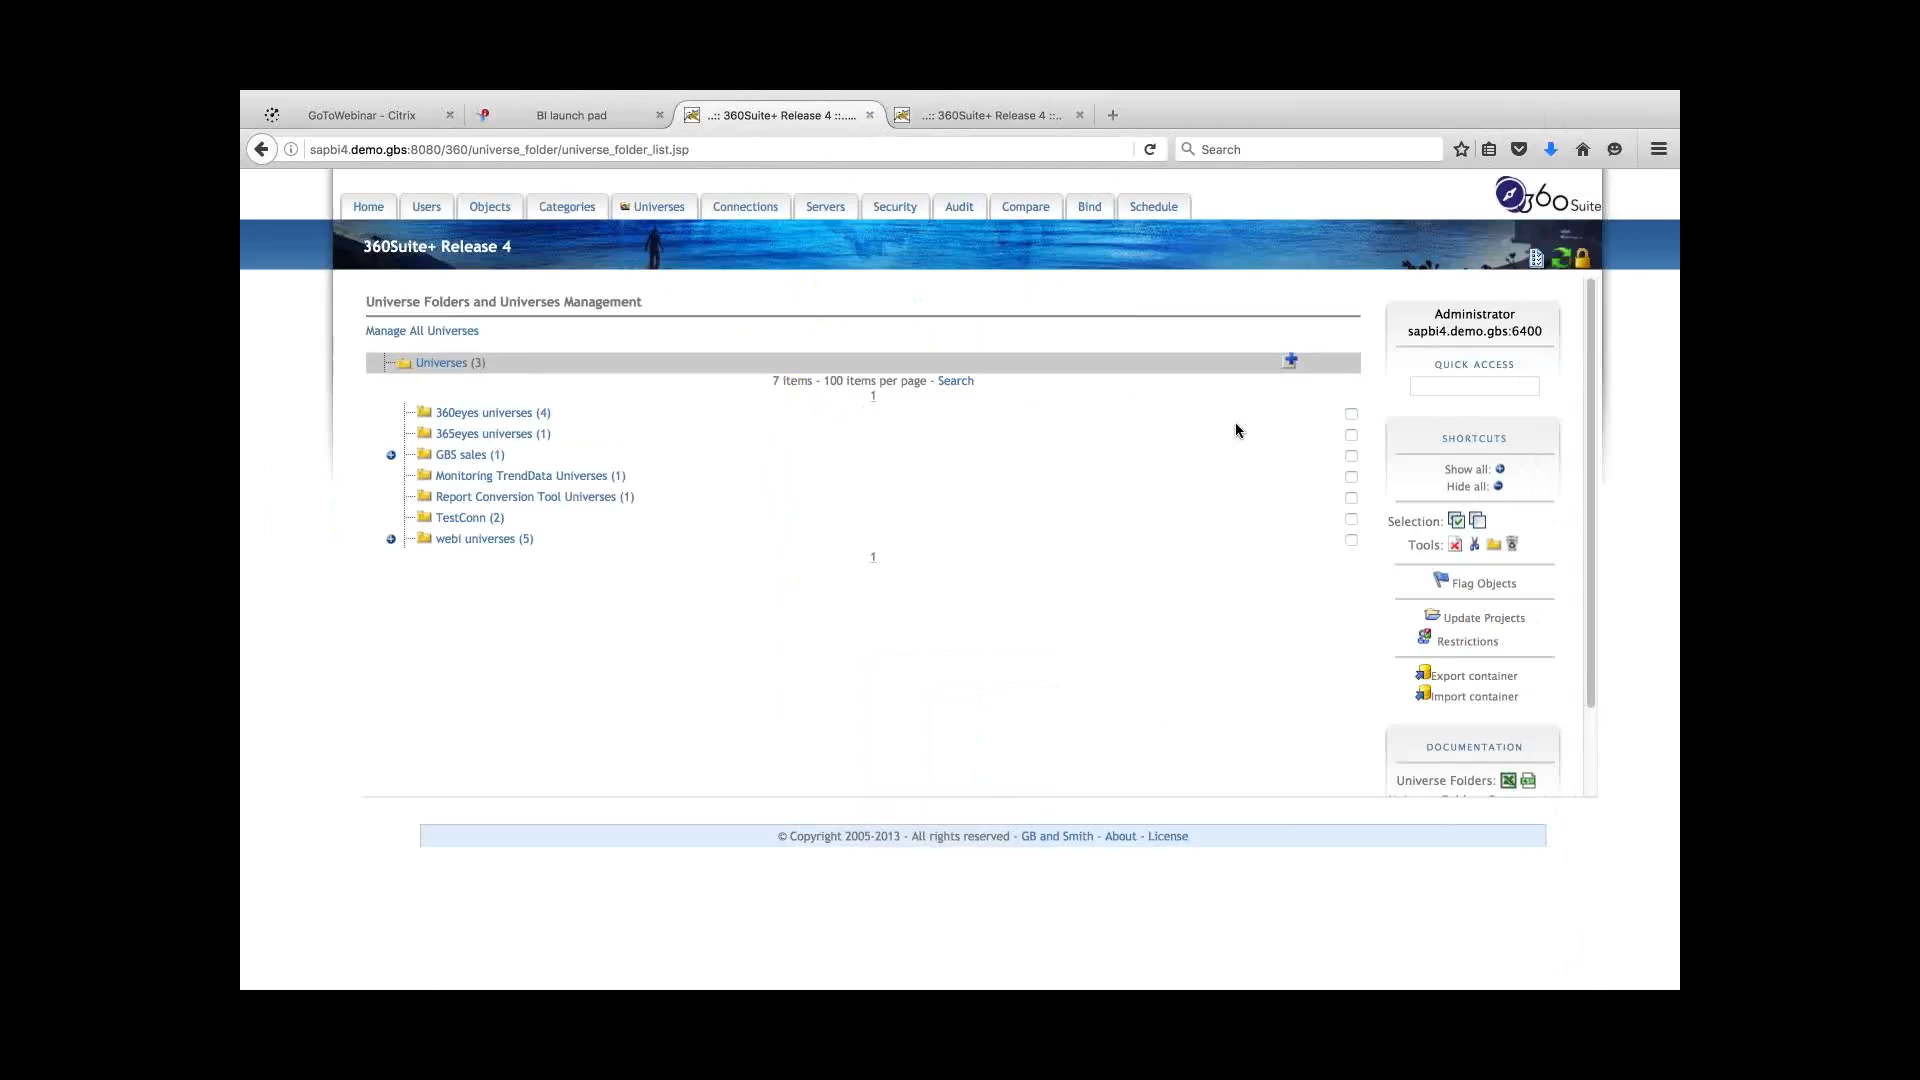 GoToWebinar - Citrix
BI launch pad
..:: 360Suite+ Release 4 ::.....
..:: 360Suite+ Release 4 ::..
sapbi4.demo.gbs:8080/360/universe_folder/universe_folder_list.jsp
Search
Home Users Objects Categories Universes Connections Servers Security Audit Compare Bind Schedule
360Suite
360Suite+ Release 4
Universe Folders and Universes Management
Manage All Universes
Universes (3)
7 items - 100 items per page - Search
1
360eyes universes (4)
365eyes universes (1)
GBS sales (1)
Monitoring TrendData Universes (1)
Report Conversion Tool Universes (1)
TestConn (2)
webi universes (5)
1
Administrator
sapbi4.demo.gbs:6400
QUICK ACCESS
SHORTCUTS
Show all:
Hide all:
Selection:
Tools:
Flag Objects
Update Projects
Restrictions
Export container
Import container
DOCUMENTATION
Universe Folders:
© Copyright 2005-2013 - All rights reserved - GB and Smith - About - License